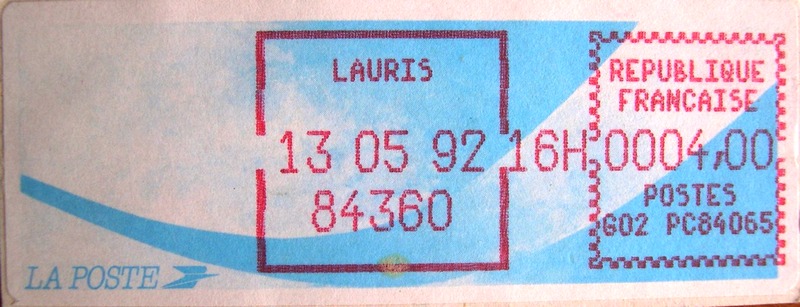 LAURIS
13 05 92 16H
84360
REPUBLIQUE
FRANCAISE
0004,00
POSTES
G02 PC84065
LA POSTE